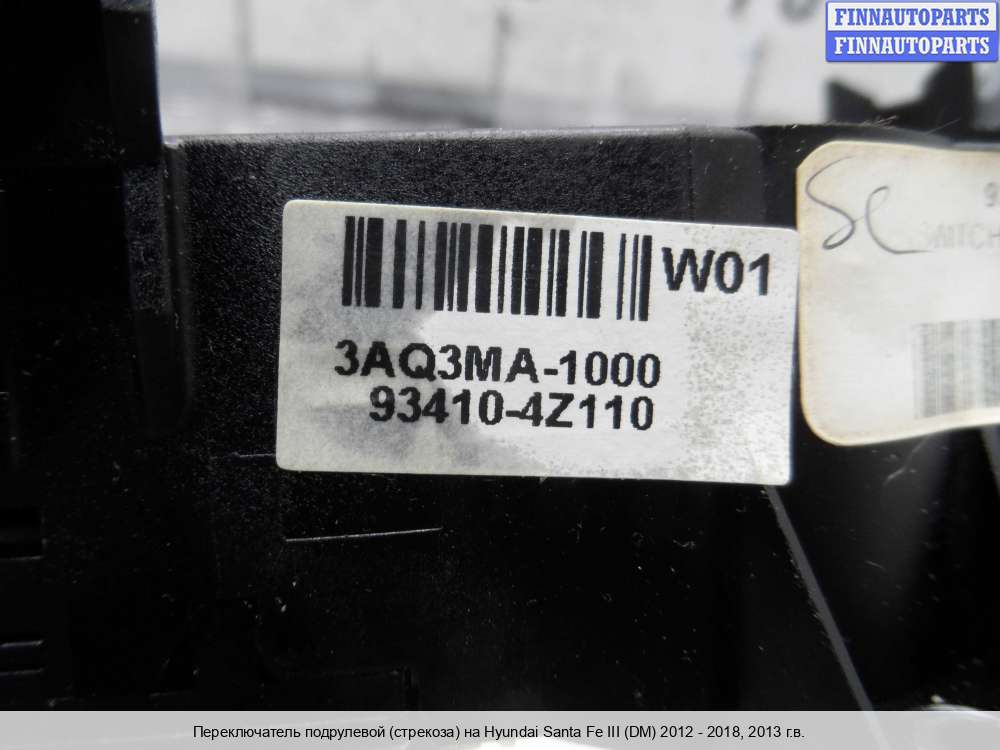 FINNAUTOPARTS
FINNAUTOPARTS
W01
3AQ3MA-1000
93410-4Z110
SC
Переключатель подрулевой (стрекоза) на Hyundai Santa Fe III (DM) 2012 - 2018, 2013 г.в.